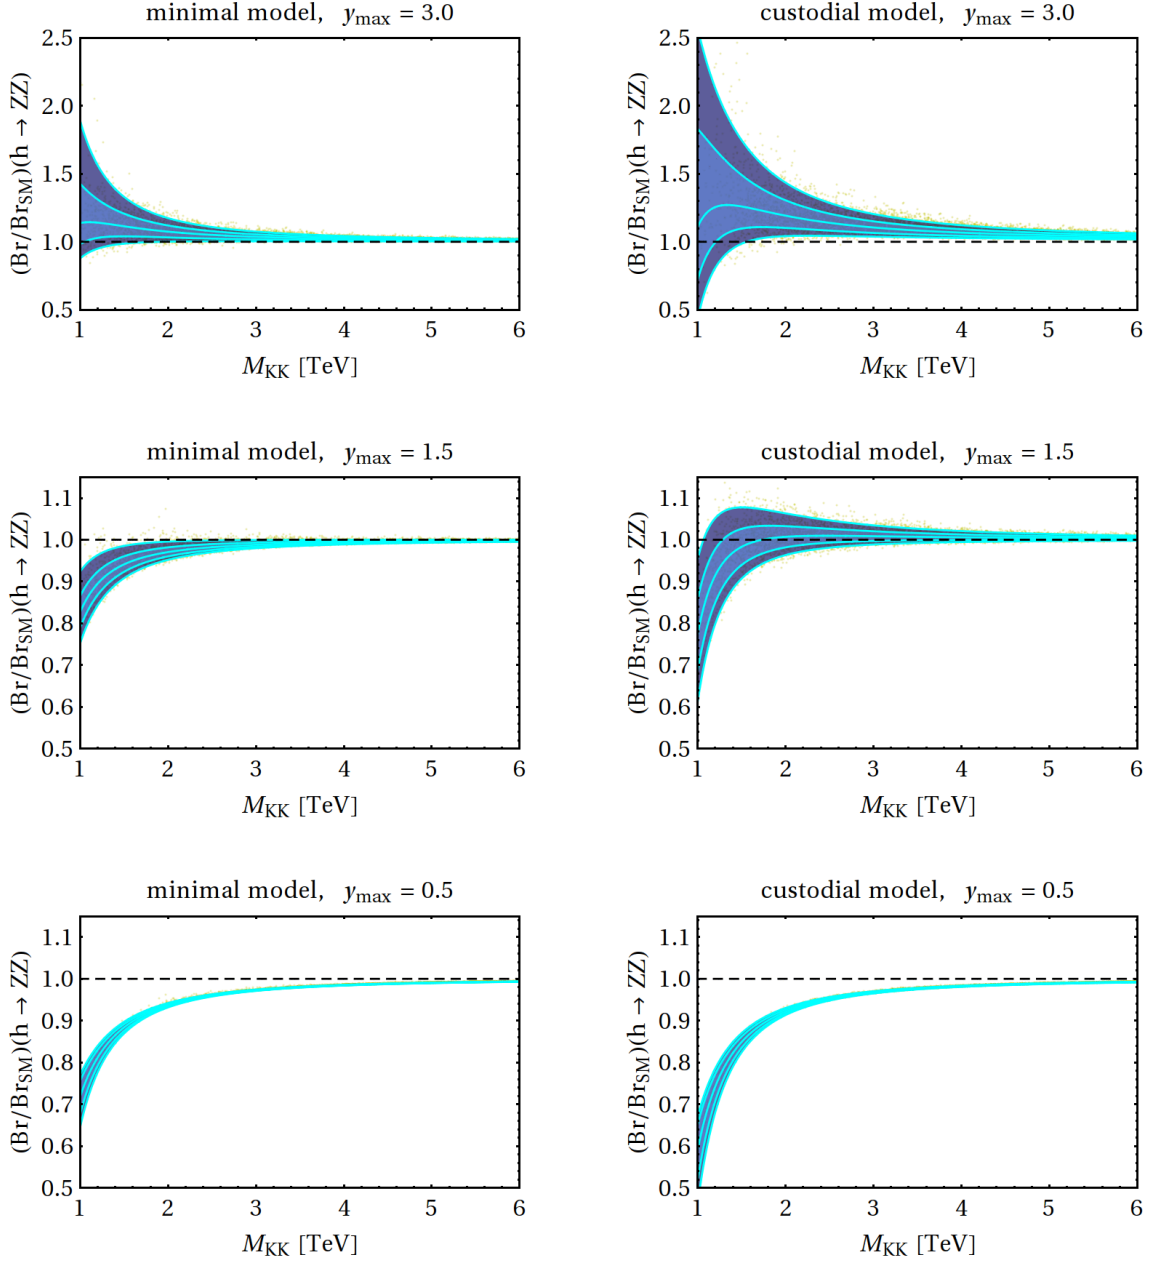 minimal model, y_max = 3.0
(Br/Br_SM)(h → ZZ)
2.5
2.0
1.5
1.0
0.5
1 2 3 4 5 6
M_KK [TeV]
custodial model, y_max = 3.0
(Br/Br_SM)(h → ZZ)
2.5
2.0
1.5
1.0
0.5
1 2 3 4 5 6
M_KK [TeV]
minimal model, y_max = 1.5
(Br/Br_SM)(h → ZZ)
1.1
1.0
0.9
0.8
0.7
0.6
0.5
1 2 3 4 5 6
M_KK [TeV]
custodial model, y_max = 1.5
(Br/Br_SM)(h → ZZ)
1.1
1.0
0.9
0.8
0.7
0.6
0.5
1 2 3 4 5 6
M_KK [TeV]
minimal model, y_max = 0.5
(Br/Br_SM)(h → ZZ)
1.1
1.0
0.9
0.8
0.7
0.6
0.5
1 2 3 4 5 6
M_KK [TeV]
custodial model, y_max = 0.5
(Br/Br_SM)(h → ZZ)
1.1
1.0
0.9
0.8
0.7
0.6
0.5
1 2 3 4 5 6
M_KK [TeV]